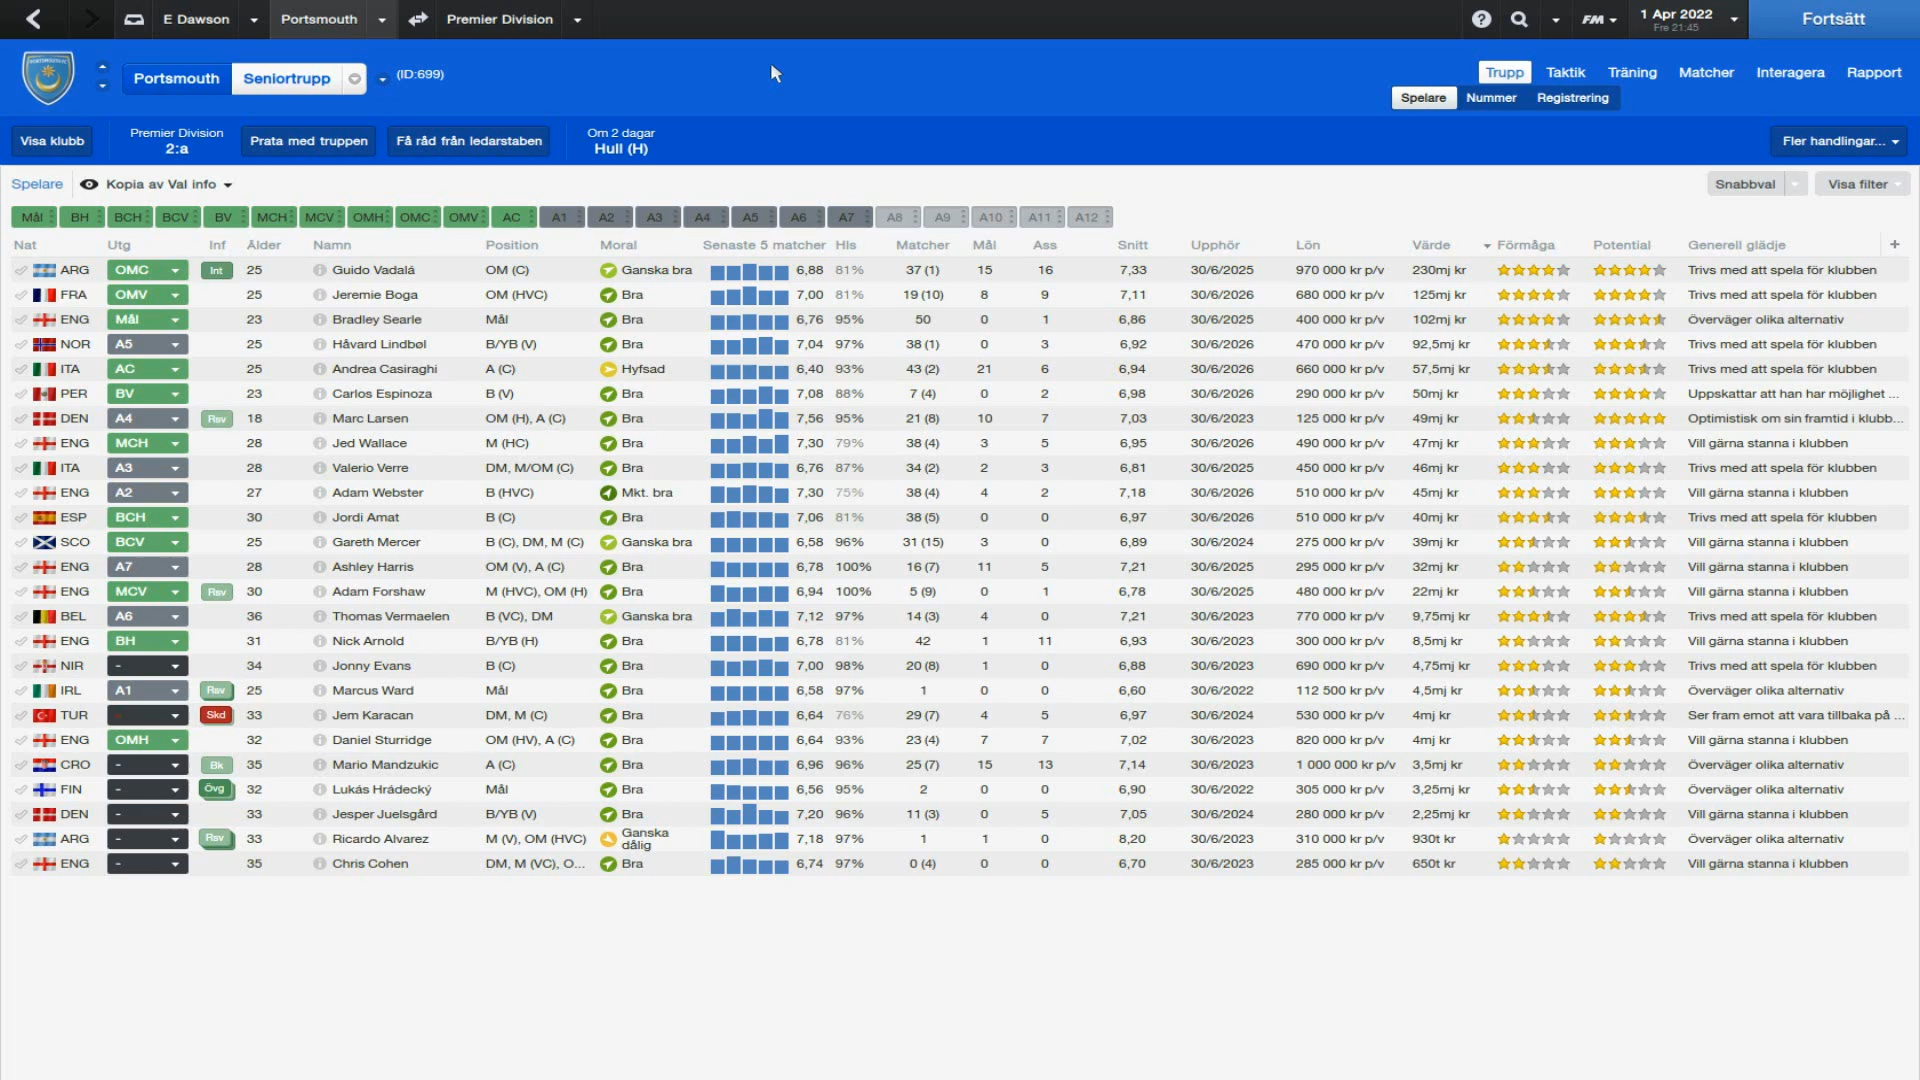 E Dawson Portsmouth Premier Division FM 1 Apr 2022 Fre 21:45 Fortsätt
Portsmouth Seniortrupp (ID:699) Trupp Taktik Träning Matcher Interagera Rapport
Spelare Nummer Registrering
Visa klubb Premier Division 2:a Prata med truppen Få råd från ledarstaben Om 2 dagar Hull (H) Fler handlingar...
Spelare Kopia av Val info Snabbval Visa filter
Mål BH BCH BCV BV MCH MCV OMH OMC OMV AC A1 A2 A3 A4 A5 A6 A7 A8 A9 A10 A11 A12
Nat Utg Inf Ålder Namn Position Moral Senaste 5 matcher Hls Matcher Mål Ass Snitt Upphör Lön Värde Förmåga Potential Generell glädje +
ARG OMC Int 25 Guido Vadalá OM (C) Ganska bra 6,88 81% 37 (1) 15 16 7,33 30/6/2025 970 000 kr p/v 230mj kr Trivs med att spela för klubben
FRA OMV 25 Jeremie Boga OM (HVC) Bra 7,00 81% 19 (10) 8 9 7,11 30/6/2026 680 000 kr p/v 125mj kr Trivs med att spela för klubben
ENG Mål 23 Bradley Searle Mål Bra 6,76 95% 50 0 1 6,86 30/6/2025 400 000 kr p/v 102mj kr Överväger olika alternativ
NOR A5 25 Håvard Lindbøl B/YB (V) Bra 7,04 97% 38 (1) 0 3 6,92 30/6/2026 470 000 kr p/v 92,5mj kr Trivs med att spela för klubben
ITA AC 25 Andrea Casiraghi A (C) Hyfsad 6,40 93% 43 (2) 21 6 6,94 30/6/2026 660 000 kr p/v 57,5mj kr Trivs med att spela för klubben
PER BV 23 Carlos Espinoza B (V) Bra 7,08 88% 7 (4) 0 2 6,98 30/6/2026 290 000 kr p/v 50mj kr Uppskattar att han har möjlighet ...
DEN A4 Rsv 18 Marc Larsen OM (H), A (C) Bra 7,56 95% 21 (8) 10 7 7,03 30/6/2023 125 000 kr p/v 49mj kr Optimistisk om sin framtid i klubb...
ENG MCH 28 Jed Wallace M (HC) Bra 7,30 79% 38 (4) 3 5 6,95 30/6/2026 490 000 kr p/v 47mj kr Vill gärna stanna i klubben
ITA A3 28 Valerio Verre DM, M/OM (C) Bra 6,76 87% 34 (2) 2 3 6,81 30/6/2025 450 000 kr p/v 46mj kr Trivs med att spela för klubben
ENG A2 27 Adam Webster B (HVC) Mkt. bra 7,30 75% 38 (4) 4 2 7,18 30/6/2026 510 000 kr p/v 45mj kr Vill gärna stanna i klubben
ESP BCH 30 Jordi Amat B (C) Bra 7,06 81% 38 (5) 0 0 6,97 30/6/2026 510 000 kr p/v 40mj kr Trivs med att spela för klubben
SCO BCV 25 Gareth Mercer B (C), DM, M (C) Ganska bra 6,58 96% 31 (15) 3 0 6,89 30/6/2024 275 000 kr p/v 39mj kr Vill gärna stanna i klubben
ENG A7 28 Ashley Harris OM (V), A (C) Bra 6,78 100% 16 (7) 11 5 7,21 30/6/2025 295 000 kr p/v 32mj kr Vill gärna stanna i klubben
ENG MCV Rsv 30 Adam Forshaw M (HVC), OM (H) Bra 6,94 100% 5 (9) 0 1 6,78 30/6/2025 480 000 kr p/v 22mj kr Vill gärna stanna i klubben
BEL A6 36 Thomas Vermaelen B (VC), DM Ganska bra 7,12 97% 14 (3) 4 0 7,21 30/6/2023 770 000 kr p/v 9,75mj kr Trivs med att spela för klubben
ENG BH 31 Nick Arnold B/YB (H) Bra 6,78 81% 42 1 11 6,93 30/6/2023 300 000 kr p/v 8,5mj kr Vill gärna stanna i klubben
NIR - 34 Jonny Evans B (C) Bra 7,00 98% 20 (8) 1 0 6,88 30/6/2023 690 000 kr p/v 4,75mj kr Trivs med att spela för klubben
IRL A1 Rsv 25 Marcus Ward Mål Bra 6,58 97% 1 0 0 6,60 30/6/2022 112 500 kr p/v 4,5mj kr Överväger olika alternativ
TUR - Skd 33 Jem Karacan DM, M (C) Bra 6,64 76% 29 (7) 4 5 6,97 30/6/2024 530 000 kr p/v 4mj kr Ser fram emot att vara tillbaka på ...
ENG OMH 32 Daniel Sturridge OM (HV), A (C) Bra 6,64 93% 23 (4) 7 7 7,02 30/6/2023 820 000 kr p/v 4mj kr Vill gärna stanna i klubben
CRO - Bk 35 Mario Mandzukic A (C) Bra 6,96 96% 25 (7) 15 13 7,14 30/6/2023 1 000 000 kr p/v 3,5mj kr Överväger olika alternativ
FIN - Övg 32 Lukás Hrádecký Mål Bra 6,56 95% 2 0 0 6,90 30/6/2022 305 000 kr p/v 3,25mj kr Överväger olika alternativ
DEN - 33 Jesper Juelsgård B/YB (V) Bra 7,20 96% 11 (3) 0 5 7,05 30/6/2024 280 000 kr p/v 2,25mj kr Vill gärna stanna i klubben
ARG - Rsv 33 Ricardo Alvarez M (V), OM (HVC) Ganska dålig 7,18 97% 1 1 0 8,20 30/6/2023 310 000 kr p/v 930t kr Överväger olika alternativ
ENG - 35 Chris Cohen DM, M (VC), O... Bra 6,74 97% 0 (4) 0 0 6,70 30/6/2023 285 000 kr p/v 650t kr Vill gärna stanna i klubben